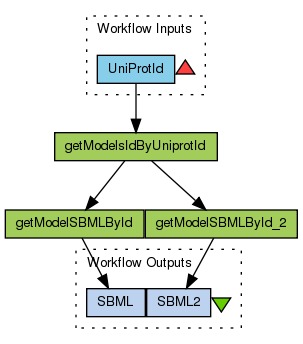 Workflow Inputs
UniProtId
getModelsIdByUniprotId
getModelSBMLById
getModelSBMLById_2
Workflow Outputs
SBML
SBML2